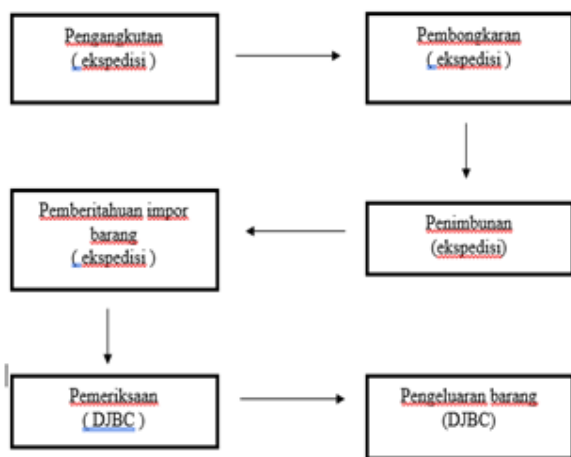 Pengangkutan
( ekspedisi )
Pembongkaran
( ekspedisi )
Penimbunan
(ekspedisi)
Pemberitahuan impor
barang
( ekspedisi )
Pemeriksaan
( DJBC )
Pengeluaran barang
(DJBC)